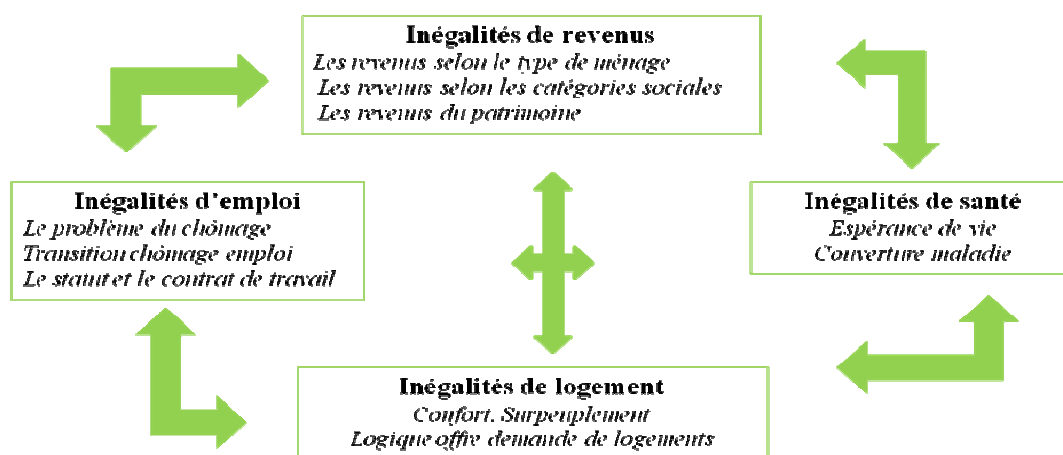 Inégalités de revenus
Les revenus selon le type de ménage
Les revenus selon les catégories sociales
Les revenus du patrimoine
Inégalités d'emploi
Le problème du chômage
Transition chômage emploi
Le statut et le contrat de travail
Inégalités de santé
Espérance de vie
Couverture maladie
Inégalités de logement
Confort. Surpeuplement
Logique offre demande de logements